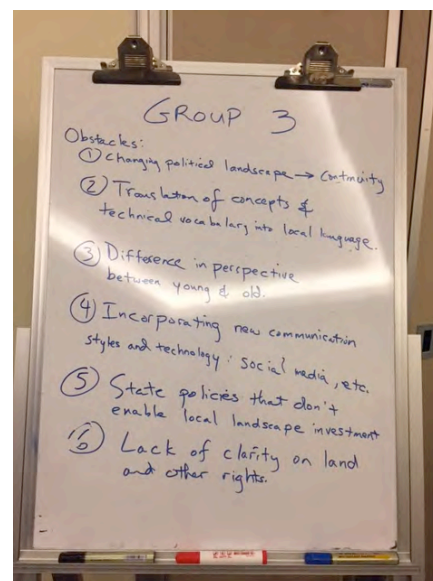 GROUP 3
Obstacles:
① Changing political landscape → Continuity
② Translation of concepts &
technical vocabulary into local language.
③ Difference in perspective
between young & old.
④ Incorporating new communication
styles and technology: social media, etc.
⑤ State policies that don't
enable local landscape investment
⑥ Lack of clarity on land
and other rights.